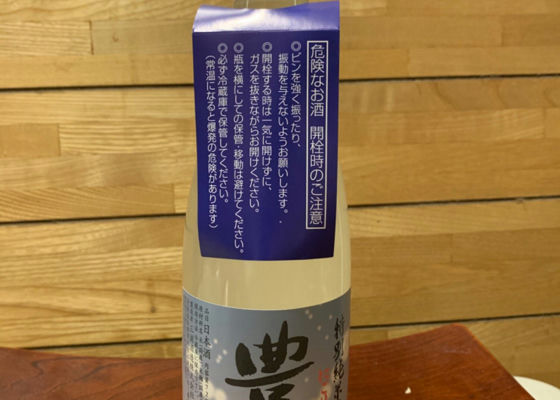 危険なお酒 開栓時のご注意
◎ビンを強く振ったり、
振動を与えないようお願いします。
◎開栓する時は一気に開けずに、
ガスを抜きながらお開けください。
◎瓶を横にしての保管・移動は避けてください。
◎必ず冷蔵庫で保管してください。
(常温になると爆発の危険があります)
特別純米
豊
品目 日本酒